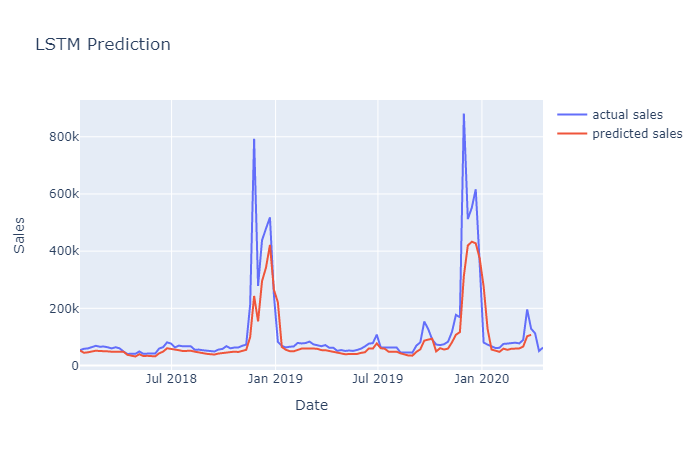 LSTM Prediction
actual sales
predicted sales
800k
600k
400k
200k
0
Sales
Jul 2018
Jan 2019
Jul 2019
Jan 2020
Date